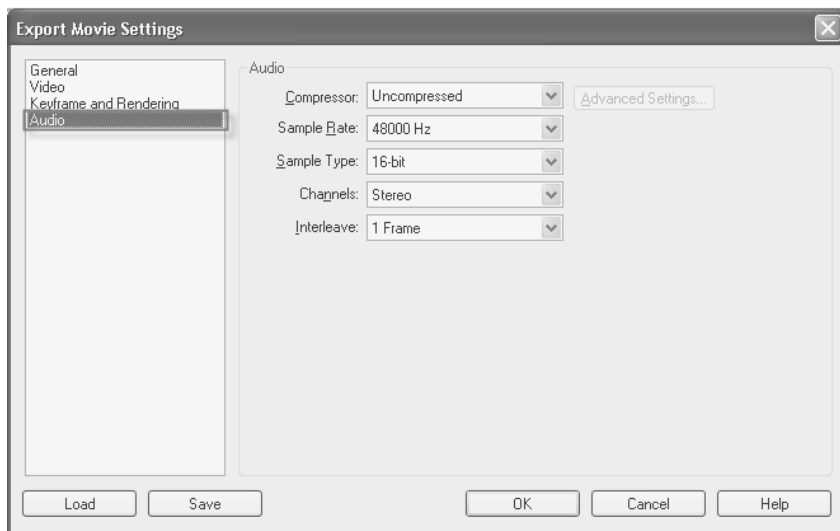 Export Movie Settings
General
Video
Keyframe and Rendering
Audio
Audio
Compressor: Uncompressed Advanced Settings...
Sample Rate: 48000 Hz
Sample Type: 16-bit
Channels: Stereo
Interleave: 1 Frame
Load Save OK Cancel Help